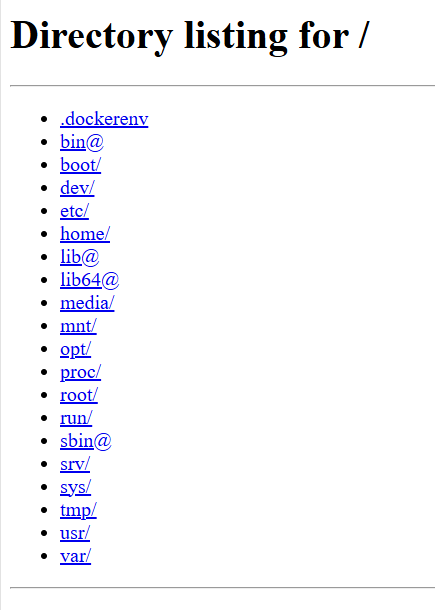 Directory listing for /
.dockerenv
bin@
boot/
dev/
etc/
home/
lib@
lib64@
media/
mnt/
opt/
proc/
root/
run/
sbin@
srv/
sys/
tmp/
usr/
var/